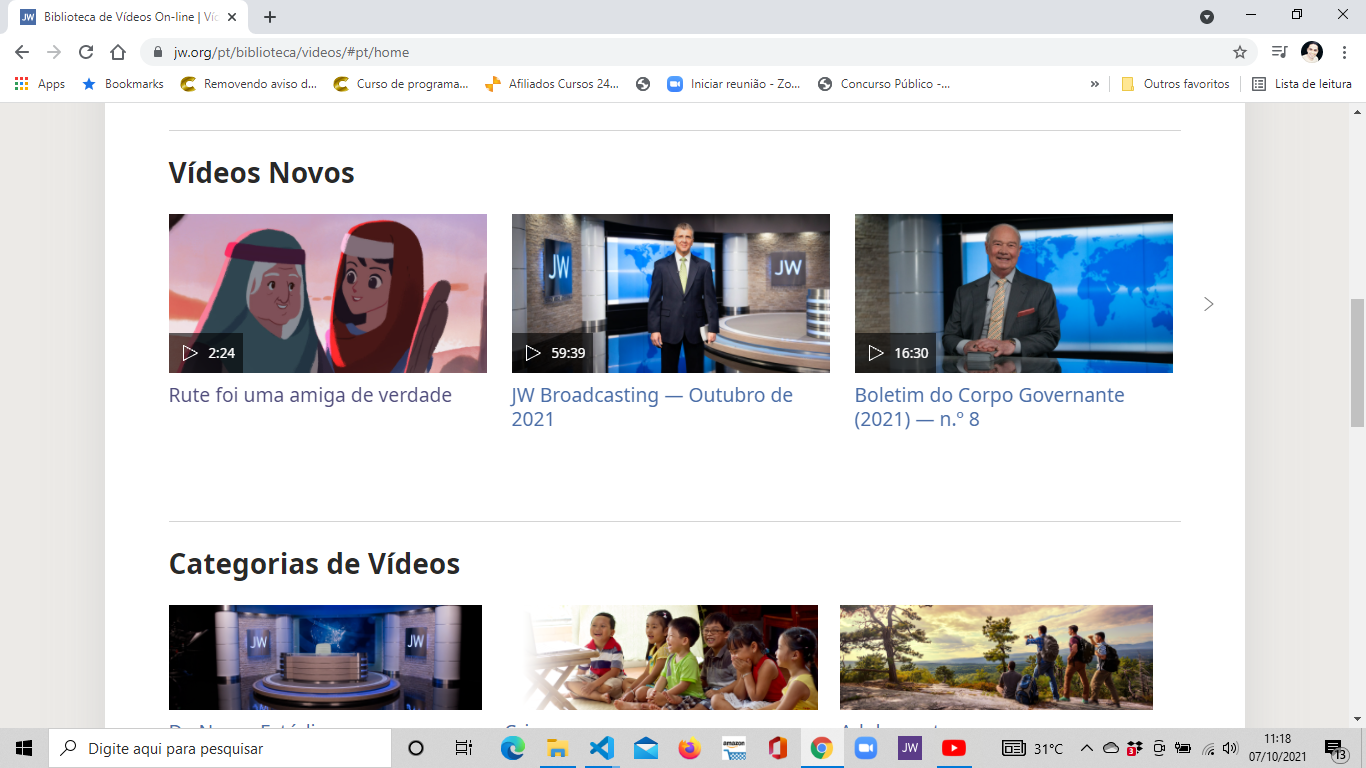 JW Biblioteca de Vídeos On-line | Víc
jw.org/pt/biblioteca/videos/#pt/home
Apps Bookmarks Removendo aviso d... Curso de programa... Afiliados Cursos 24... Iniciar reunião - Zo... Concurso Público -... » Outros favoritos Lista de leitura
Vídeos Novos
JW JW
2:24 59:39 16:30
Rute foi uma amiga de verdade
JW Broadcasting — Outubro de
2021
Boletim do Corpo Governante
(2021) — n.º 8
Categorias de Vídeos
JW JW
Digite aqui para pesquisar
amazon
JW
3
31°C
11:18
07/10/2021
13